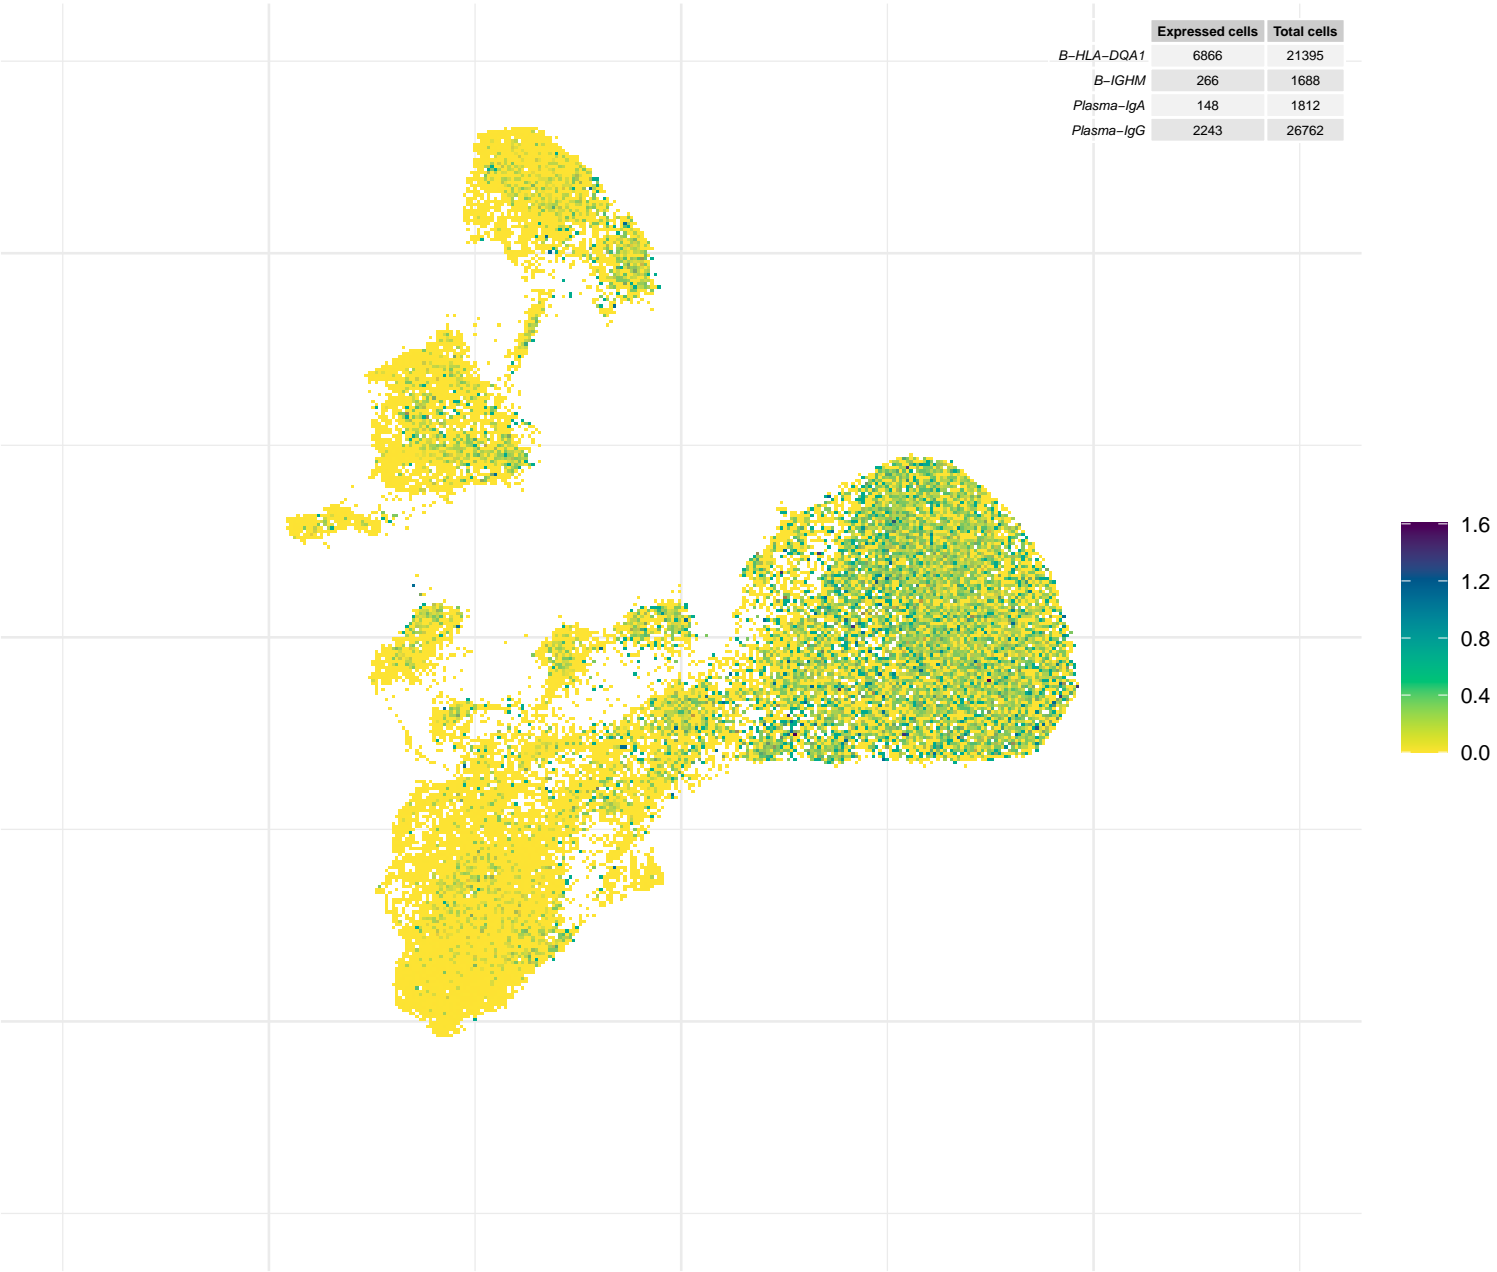 Expressed cells Total cells
B−HLA−DQA1 6866 21395
B−IGHM 266 1688
Plasma−IgA 148 1812
Plasma−IgG 2243 26762
1.6
1.2
0.8
0.4
0.0